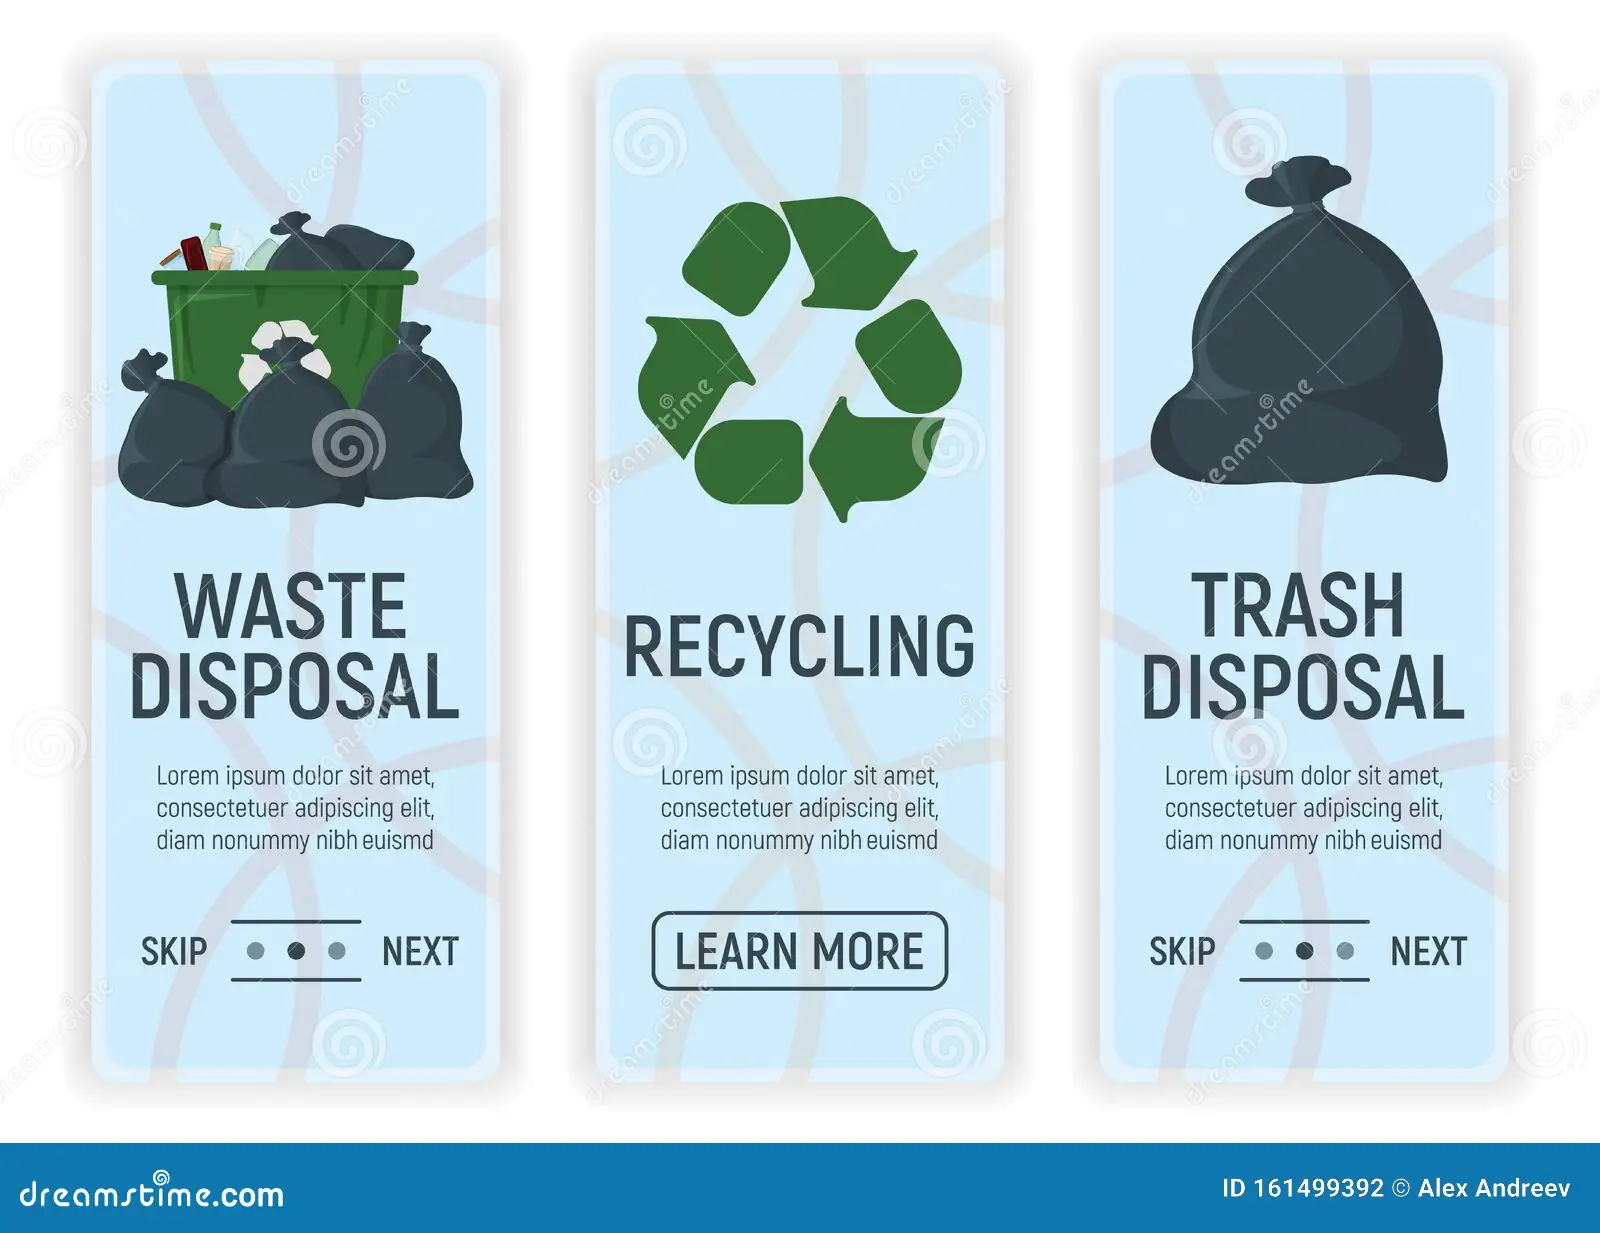 WASTE
DISPOSAL
Lorem ipsum dolor sit amet,
consectetuer adipiscing elit,
diam nonummy nibh euismd
SKIP NEXT
RECYCLING
Lorem ipsum dolor sit amet,
consectetuer adipiscing elit,
diam nonummy nibh euismd
LEARN MORE
TRASH
DISPOSAL
Lorem ipsum dolor sit amet,
consectetuer adipiscing elit,
diam nonummy nibh euismd
SKIP NEXT
dreamstime.com
ID 161499392 © Alex Andreev